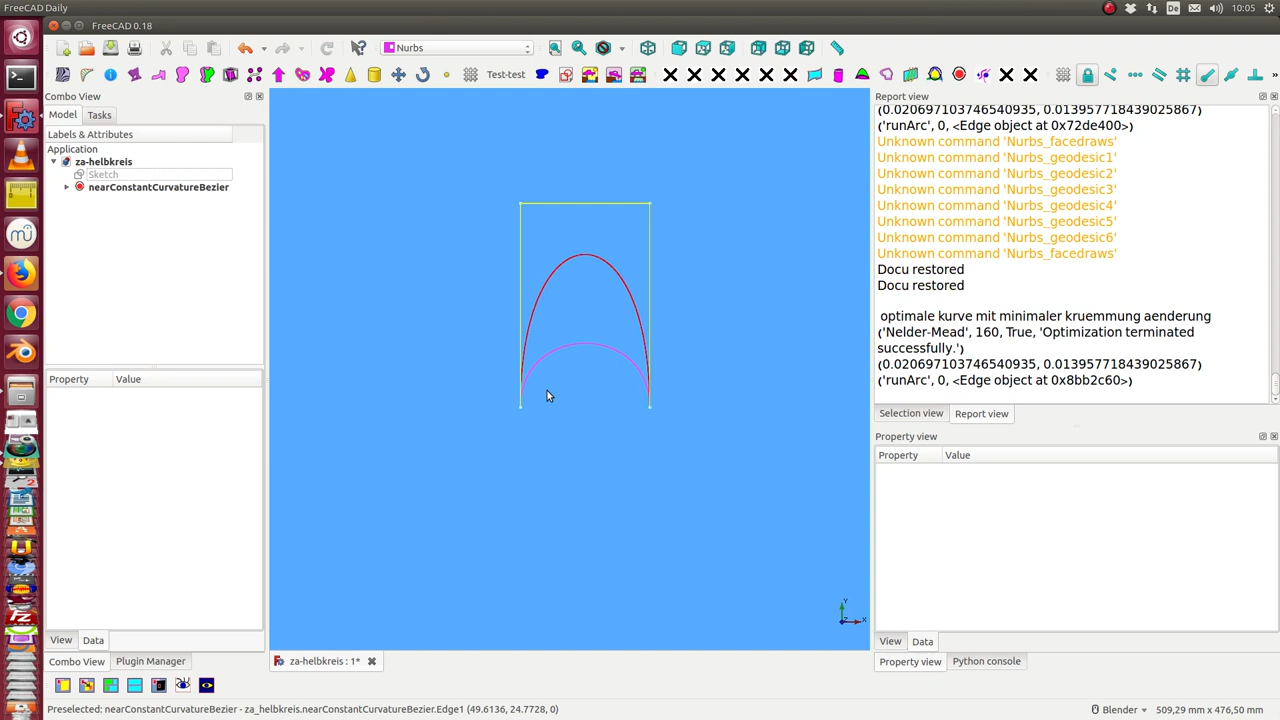 FreeCAD Daily
De
10:05
FreeCAD 0.18
Nurbs
Test-test
»
Combo View
Model
Tasks
Labels & Attributes
Application
za-helbkreis
Sketch
nearConstantCurvatureBezier
Property
Value
View
Data
Combo View
Plugin Manager
Y
X
Z
za-helbkreis : 1*
Report view
(0.020697103746540935, 0.013957718439025867)
('runArc', 0, <Edge object at 0x72de400>)
Unknown command 'Nurbs_facedraws'
Unknown command 'Nurbs_geodesic1'
Unknown command 'Nurbs_geodesic2'
Unknown command 'Nurbs_geodesic3'
Unknown command 'Nurbs_geodesic4'
Unknown command 'Nurbs_geodesic5'
Unknown command 'Nurbs_geodesic6'
Unknown command 'Nurbs_facedraws'
Docu restored
Docu restored
optimale kurve mit minimaler kruemmung aenderung
('Nelder-Mead', 160, True, 'Optimization terminated
successfully.')
(0.020697103746540935, 0.013957718439025867)
('runArc', 0, <Edge object at 0x8bb2c60>)
Selection view
Report view
Property view
Property
Value
View
Data
Property view
Python console
Preselected: nearConstantCurvatureBezier - za_helbkreis.nearConstantCurvatureBezier.Edge1 (49.6136, 24.7728, 0)
Blender
509,29 mm x 476,50 mm